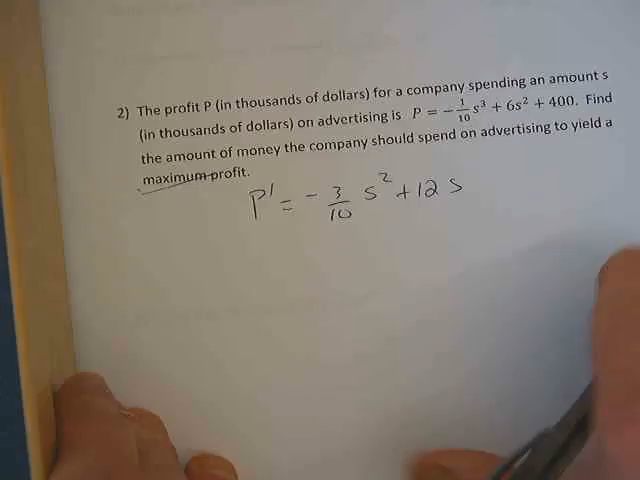 2) The profit P (in thousands of dollars) for a company spending an amount s
(in thousands of dollars) on advertising is P = −1/10 s³ + 6s² + 400. Find
the amount of money the company should spend on advertising to yield a
maximum profit.
P' = − 3/10 s² + 12 s